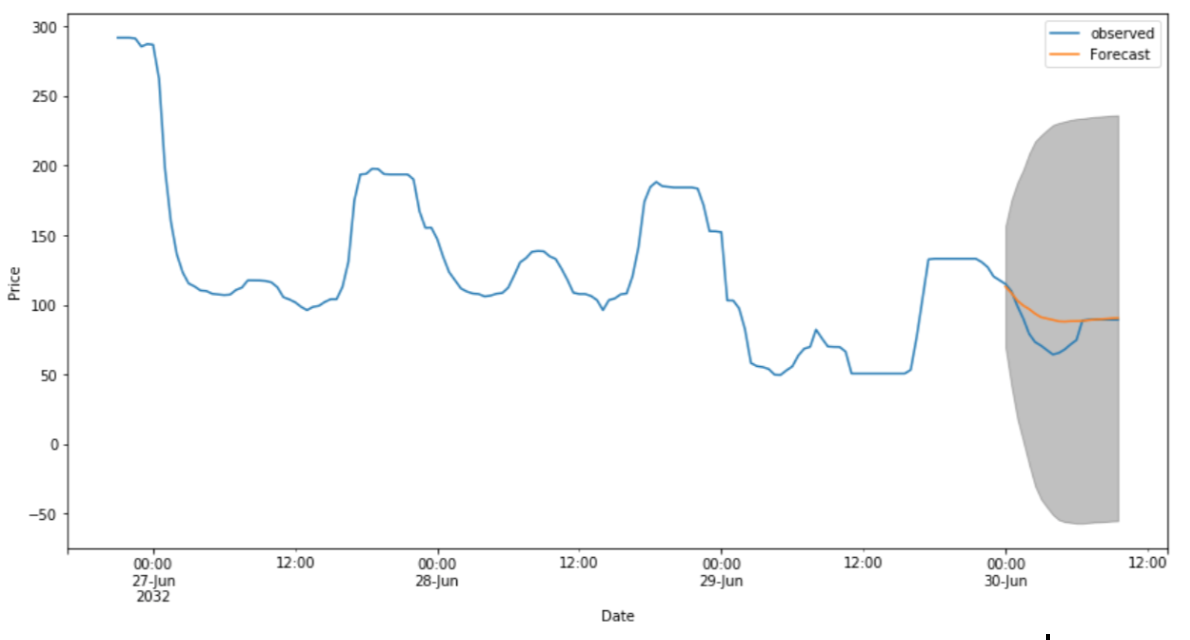 300
250
200
150
100
50
0
−50
Price
observed
Forecast
00:00 12:00 00:00 12:00 00:00 12:00 00:00 12:00
27-Jun 28-Jun 29-Jun 30-Jun
2032
Date